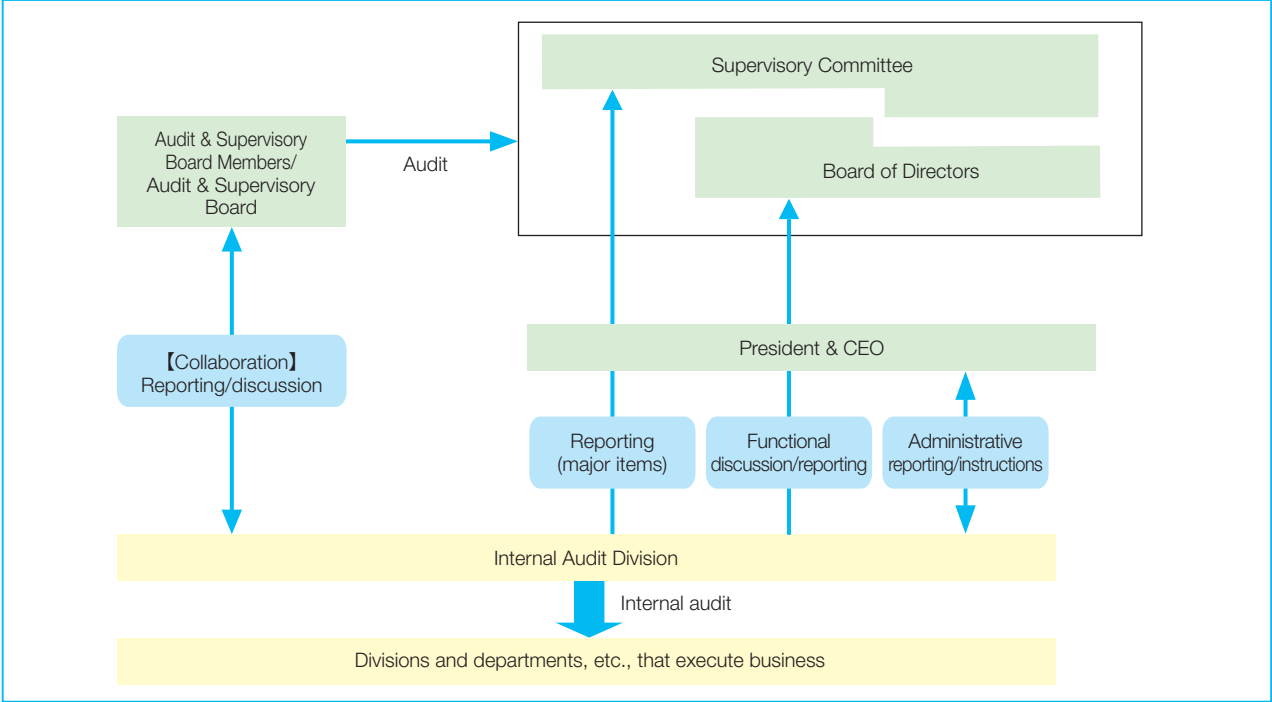 Supervisory Committee
Audit & Supervisory
Board Members/
Audit & Supervisory
Board
Audit
Board of Directors
President & CEO
【Collaboration】
Reporting/discussion
Reporting
(major items)
Functional
discussion/reporting
Administrative
reporting/instructions
Internal Audit Division
Internal audit
Divisions and departments, etc., that execute business